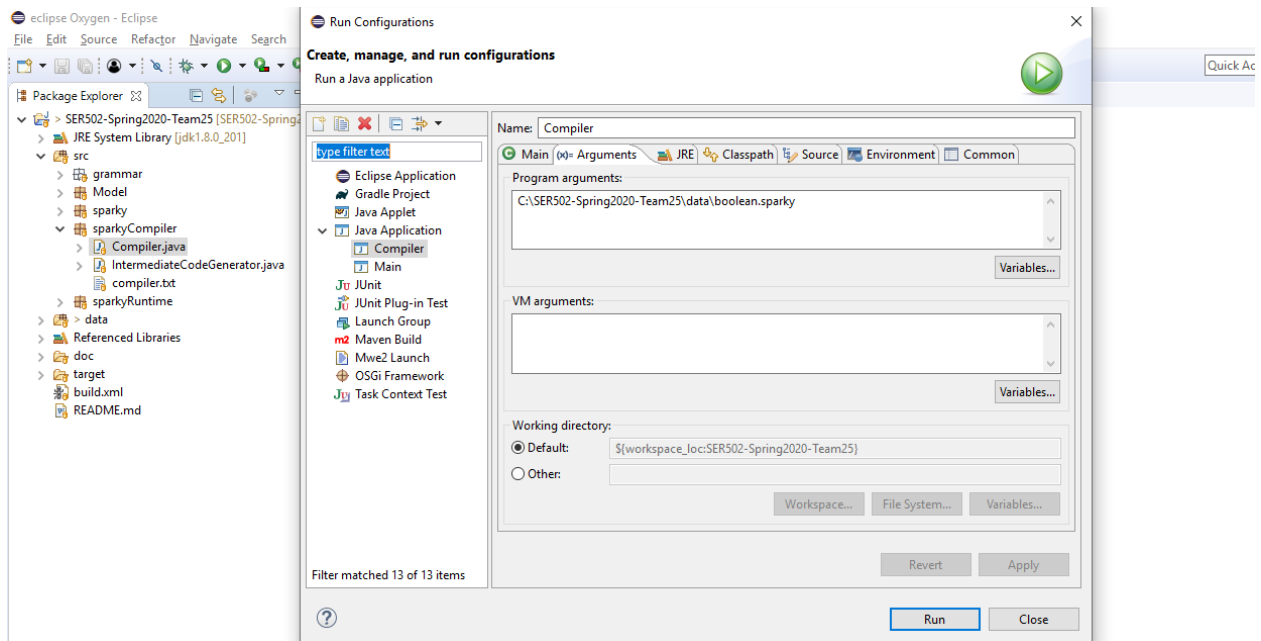 eclipse Oxygen - Eclipse
File Edit Source Refactor Navigate Search
Quick Ac
Package Explorer
> SER502-Spring2020-Team25 [SER502-Spring2
JRE System Library [jdk1.8.0_201]
src
grammar
Model
sparky
sparkyCompiler
Compiler.java
IntermediateCodeGenerator.java
compiler.txt
sparkyRuntime
> data
Referenced Libraries
doc
target
build.xml
README.md
Run Configurations
Create, manage, and run configurations
Run a Java application
type filter text
Eclipse Application
Gradle Project
Java Applet
Java Application
Compiler
Main
JUnit
JUnit Plug-in Test
Launch Group
Maven Build
Mwe2 Launch
OSGi Framework
Task Context Test
Filter matched 13 of 13 items
Name: Compiler
Main (x)= Arguments JRE Classpath Source Environment Common
Program arguments:
C:\SER502-Spring2020-Team25\data\boolean.sparky
Variables...
VM arguments:
Variables...
Working directory:
Default: ${workspace_loc:SER502-Spring2020-Team25}
Other:
Workspace... File System... Variables...
Revert Apply
Run Close